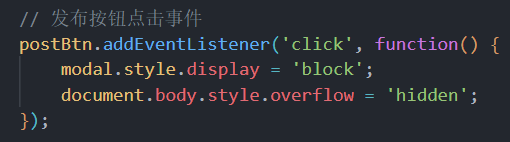 // 发布按钮点击事件
postBtn.addEventListener('click', function() {
    modal.style.display = 'block';
    document.body.style.overflow = 'hidden';
});